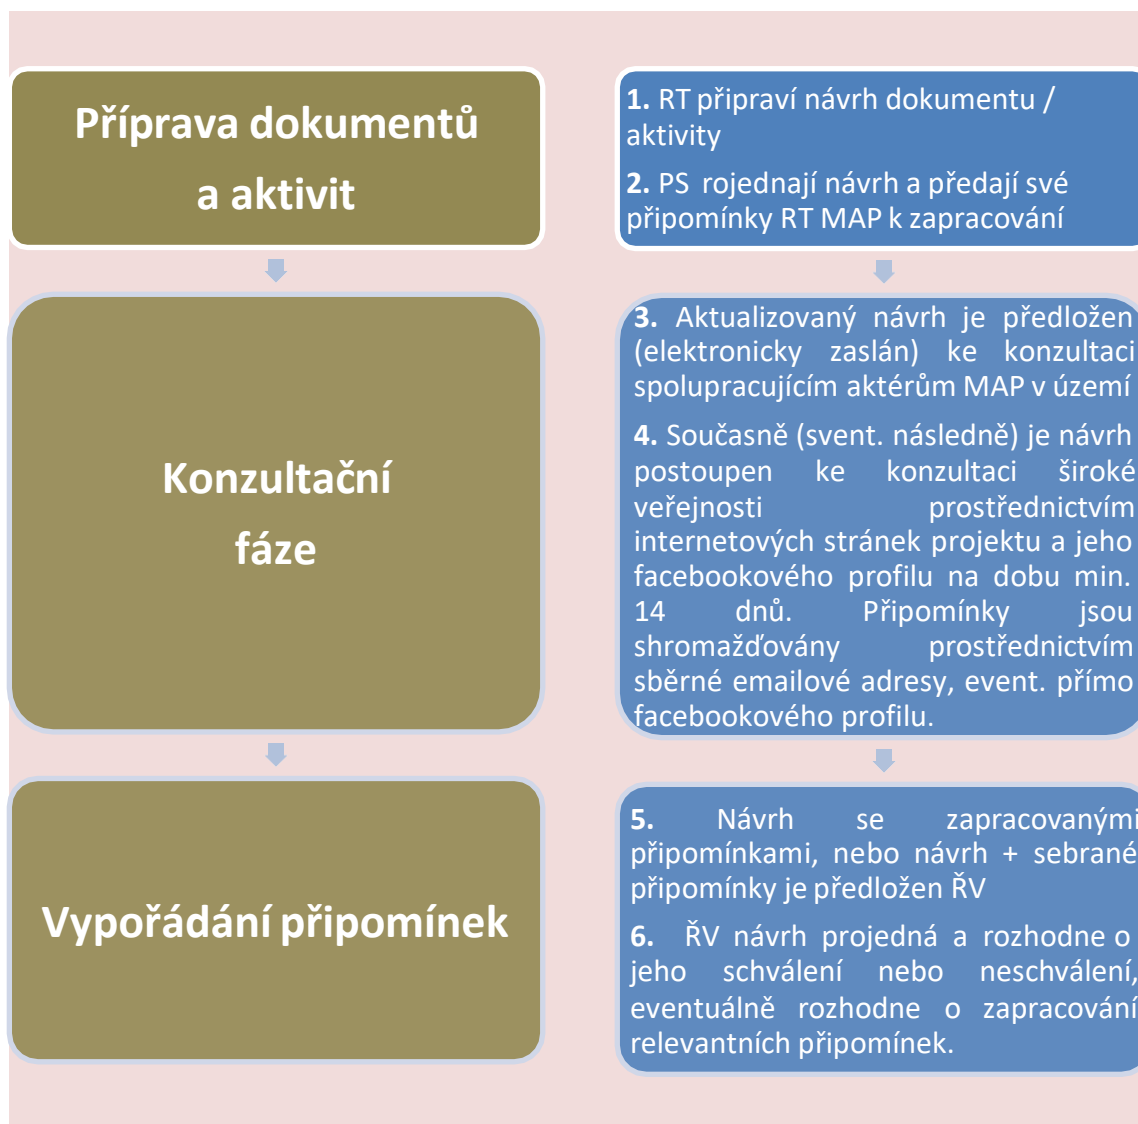 Příprava dokumentů
a aktivit
1. RT připraví návrh dokumentu /
aktivity
2. PS rojednají návrh a předají své
připomínky RT MAP k zapracování
Konzultační
fáze
3. Aktualizovaný návrh je předložen
(elektronicky zaslán) ke konzultaci
spolupracujícím aktérům MAP v území
4. Současně (svent. následně) je návrh
postoupen ke konzultaci široké
veřejnosti prostřednictvím
internetových stránek projektu a jeho
facebookového profilu na dobu min.
14 dnů. Připomínky jsou
shromažďovány prostřednictvím
sběrné emailové adresy, event. přímo
facebookového profilu.
Vypořádání připomínek
5. Návrh se zapracovanými
připomínkami, nebo návrh + sebrané
připomínky je předložen ŘV
6. ŘV návrh projedná a rozhodne o
jeho schválení nebo neschválení,
eventuálně rozhodne o zapracování
relevantních připomínek.